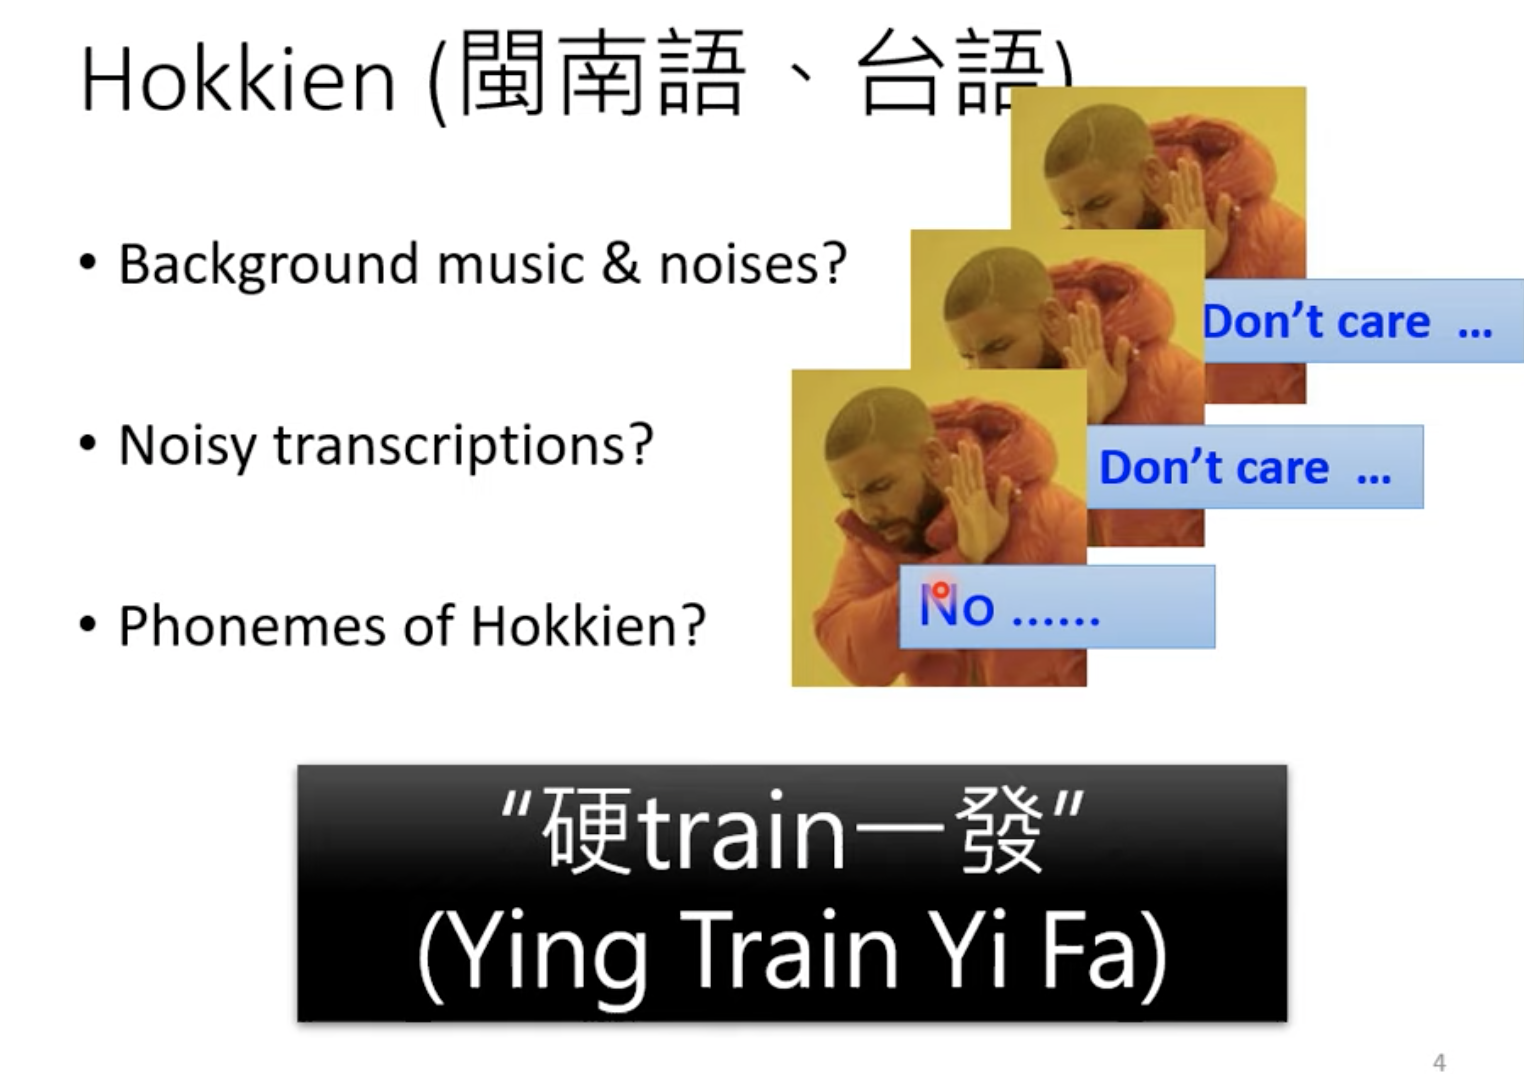 Hokkien (閩南語、台語)
• Background music & noises?
Don’t care …
• Noisy transcriptions?
Don’t care …
• Phonemes of Hokkien?
No ......
“硬train一發”
(Ying Train Yi Fa)
4